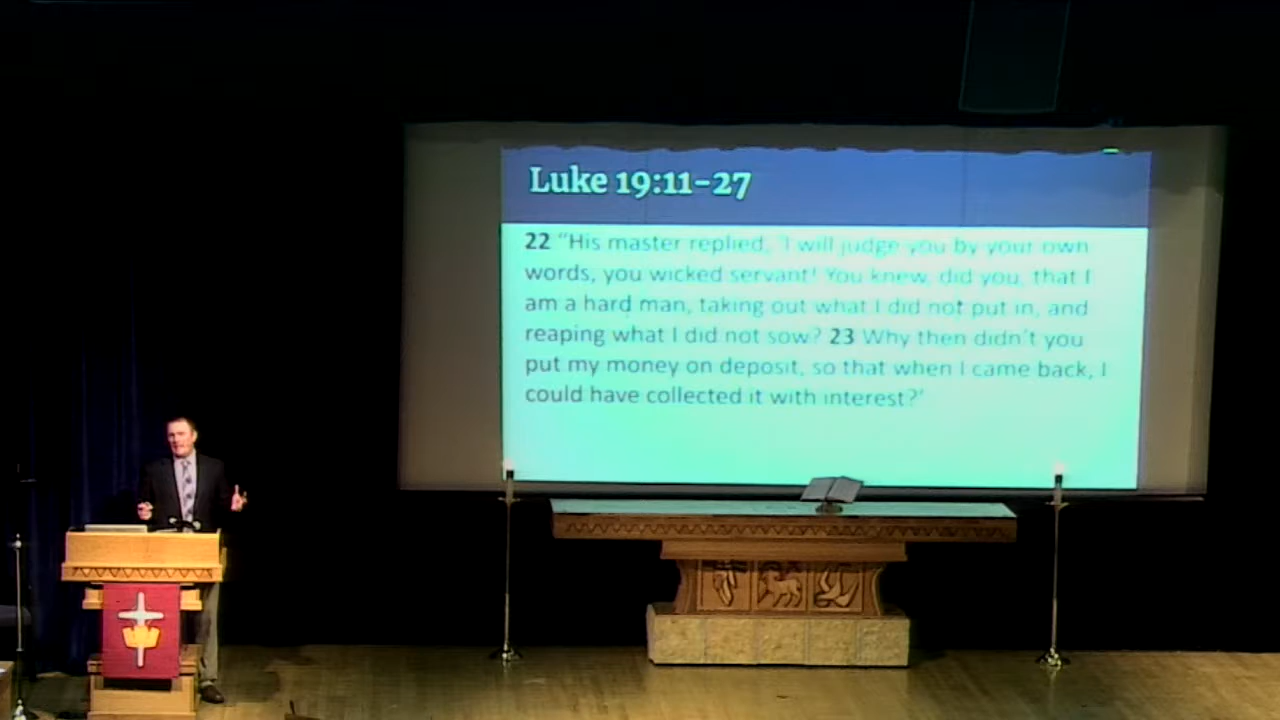 Luke 19:11-27
22 “His master replied, ‘I will judge you by your own
words, you wicked servant! You knew, did you, that I
am a hard man, taking out what I did not put in, and
reaping what I did not sow? 23 Why then didn’t you
put my money on deposit, so that when I came back, I
could have collected it with interest?’